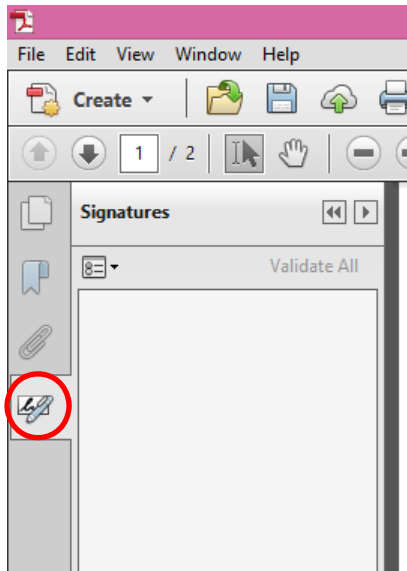 File Edit View Window Help
Create
1 / 2
Signatures
Validate All